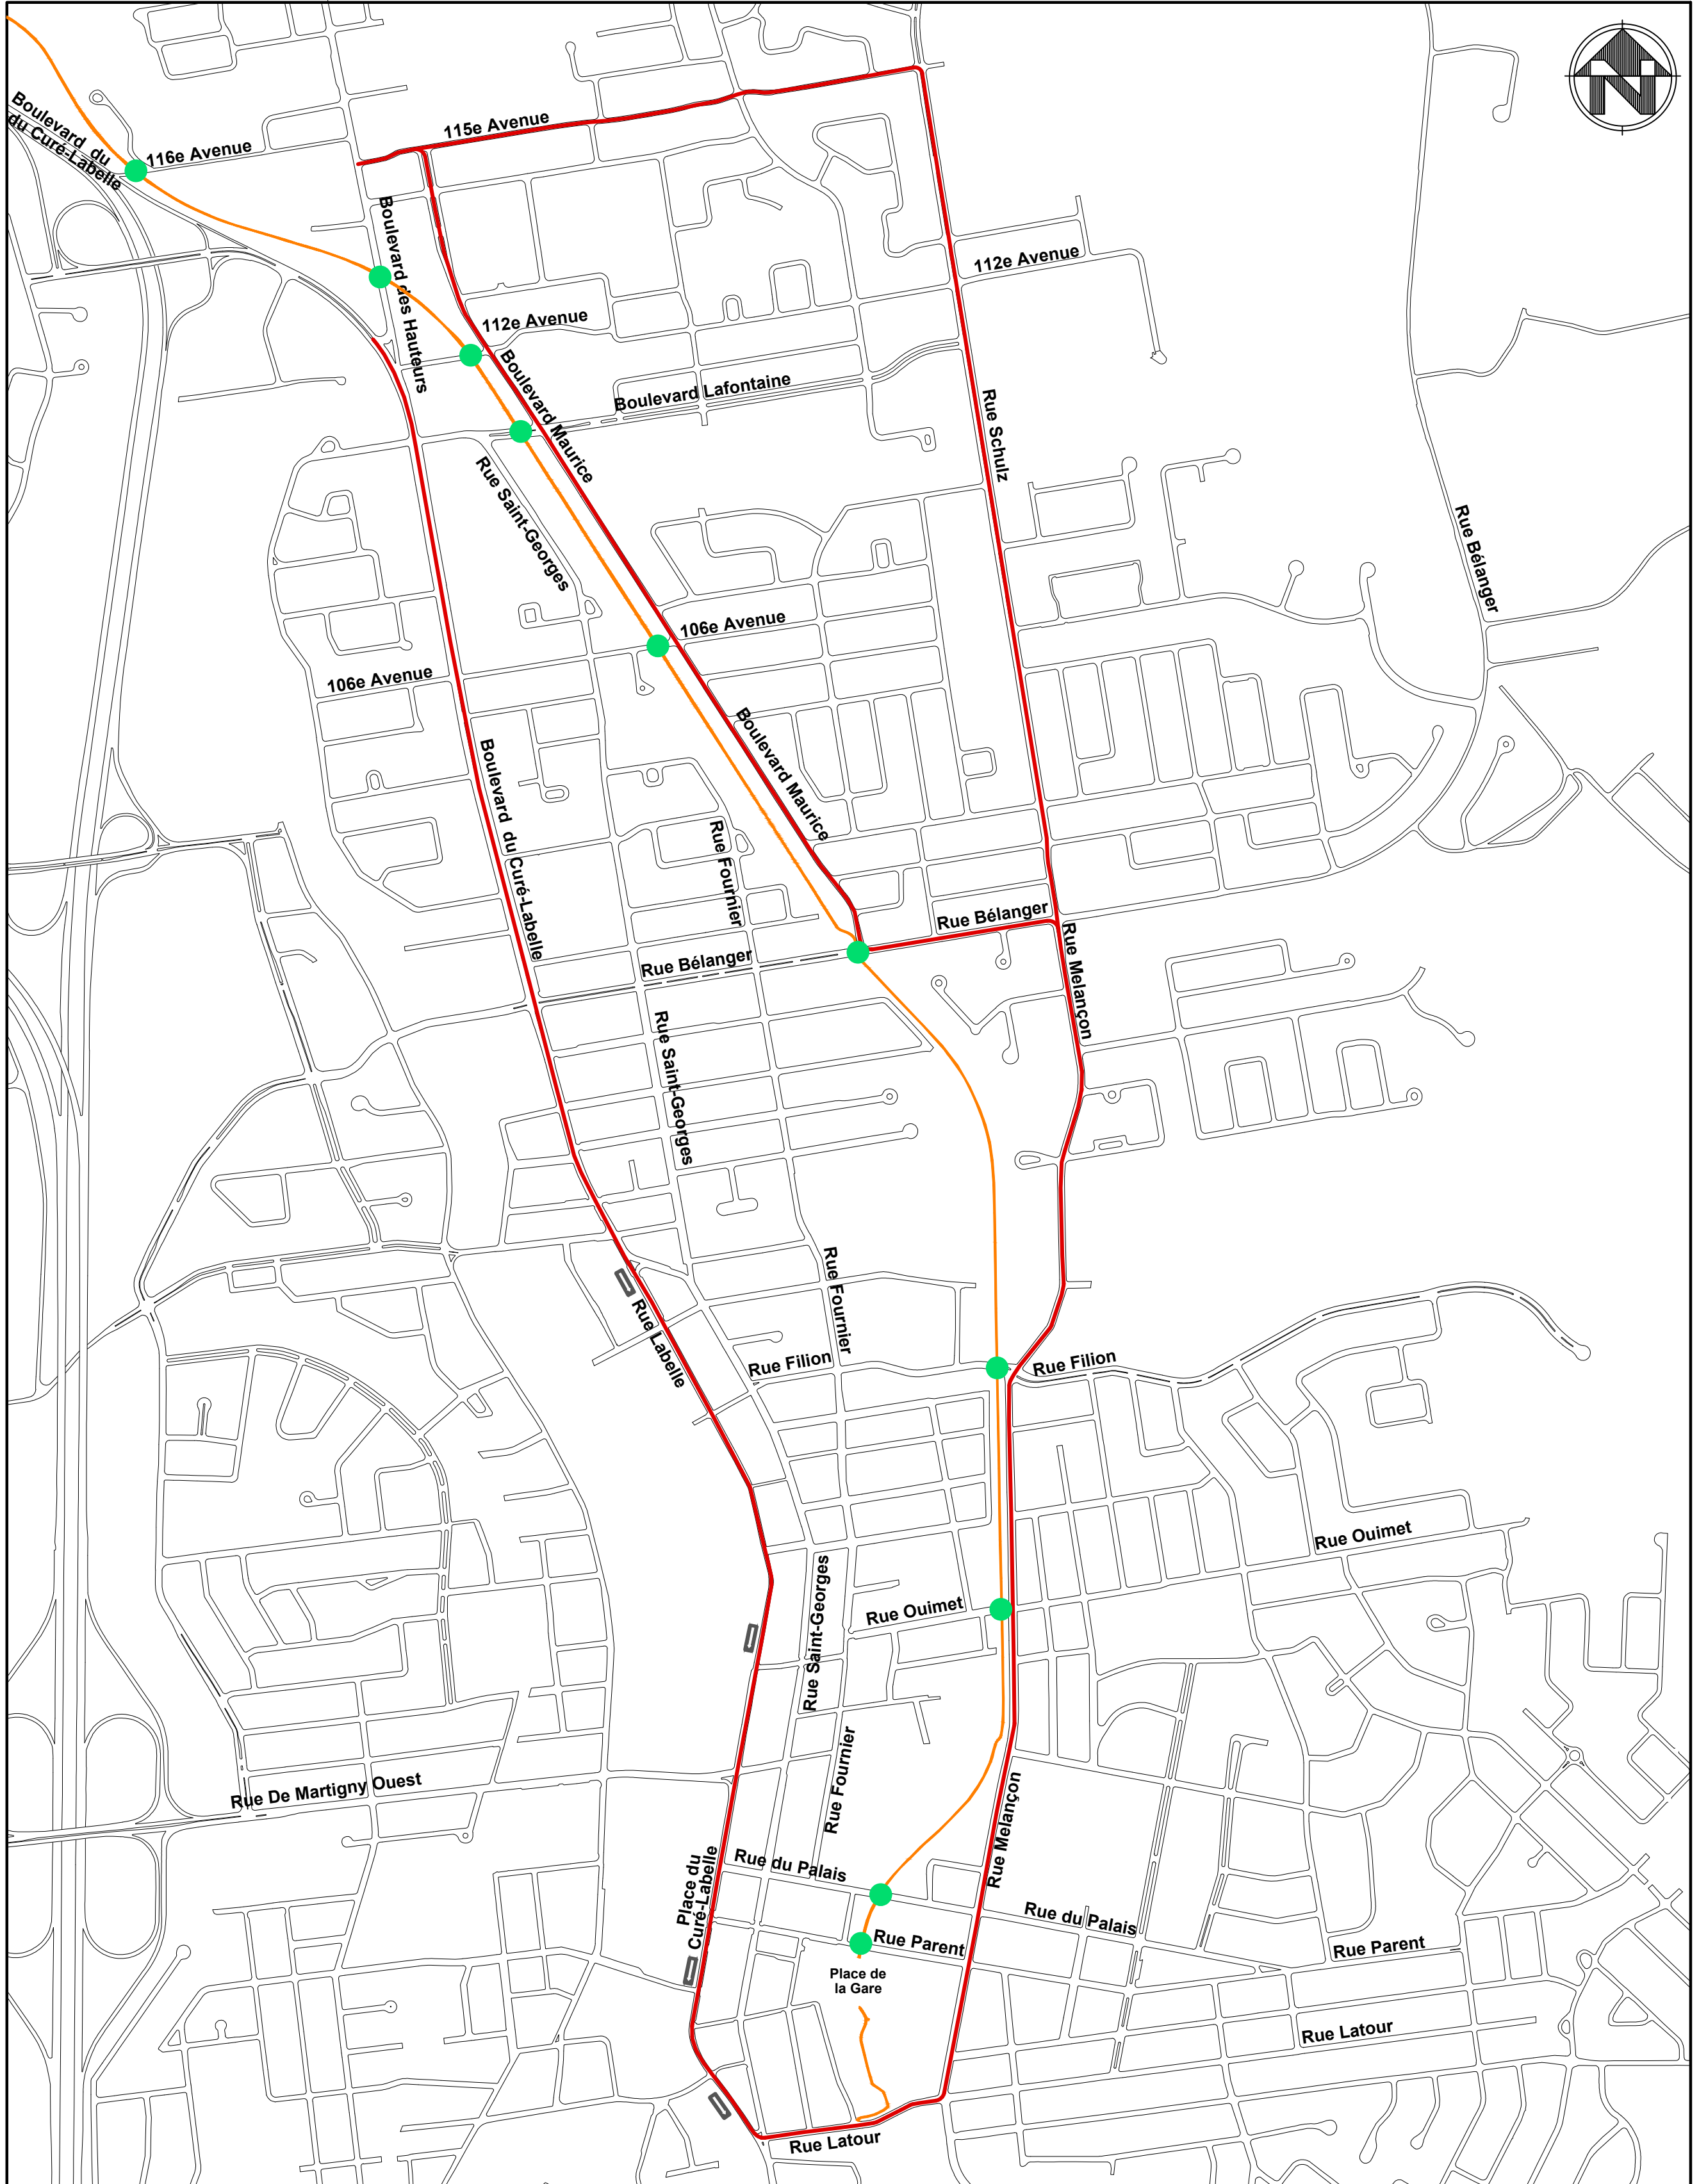 N
115e Avenue
Boulevard du
du Curé-Labelle
116e Avenue
Boulevard des Hauteurs
112e Avenue
112e Avenue
Boulevard Maurice
Boulevard Lafontaine
Rue Schulz
Rue Saint-Georges
Rue Bélanger
106e Avenue
106e Avenue
Boulevard Maurice
Boulevard du Curé-Labelle
Rue Fournier
Rue Bélanger
Rue Bélanger
Rue Melançon
Rue Saint-Georges
Rue Fournier
Rue Labelle
Rue Filion
Rue Filion
Rue Ouimet
Rue Saint-Georges
Rue Ouimet
Rue Fournier
Rue De Martigny Ouest
Rue Melançon
Place du
Curé-Labelle
Rue du Palais
Rue du Palais
Rue Parent
Rue Parent
Place de
la Gare
Rue Latour
Rue Latour